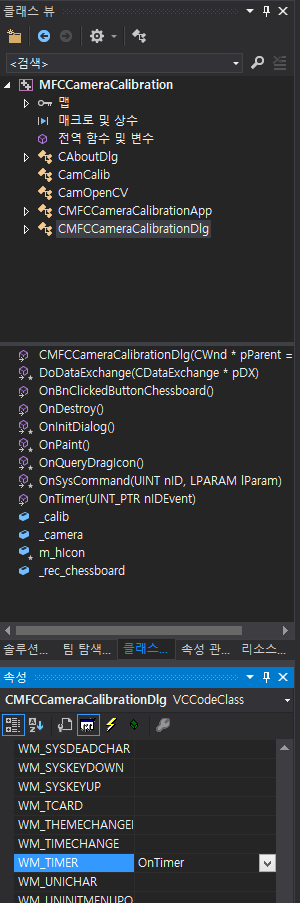 클래스 뷰
<검색>
MFCCameraCalibration
맵
매크로 및 상수
전역 함수 및 변수
CAboutDlg
CamCalib
CamOpenCV
CMFCCameraCalibrationApp
CMFCCameraCalibrationDlg
CMFCCameraCalibrationDlg(CWnd * pParent =
DoDataExchange(CDataExchange * pDX)
OnBnClickedButtonChessboard()
OnDestroy()
OnInitDialog()
OnPaint()
OnQueryDragIcon()
OnSysCommand(UINT nID, LPARAM lParam)
OnTimer(UINT_PTR nIDEvent)
_calib
_camera
m_hIcon
_rec_chessboard
솔루션... 팀 탐색... 클래스... 속성 관... 리소스...
속성
CMFCCameraCalibrationDlg VCCodeClass
WM_SYSDEADCHAR
WM_SYSKEYDOWN
WM_SYSKEYUP
WM_TCARD
WM_THEMECHANGEI
WM_TIMECHANGE
WM_TIMER OnTimer
WM_UNICHAR
WM_UNINITMENUPO